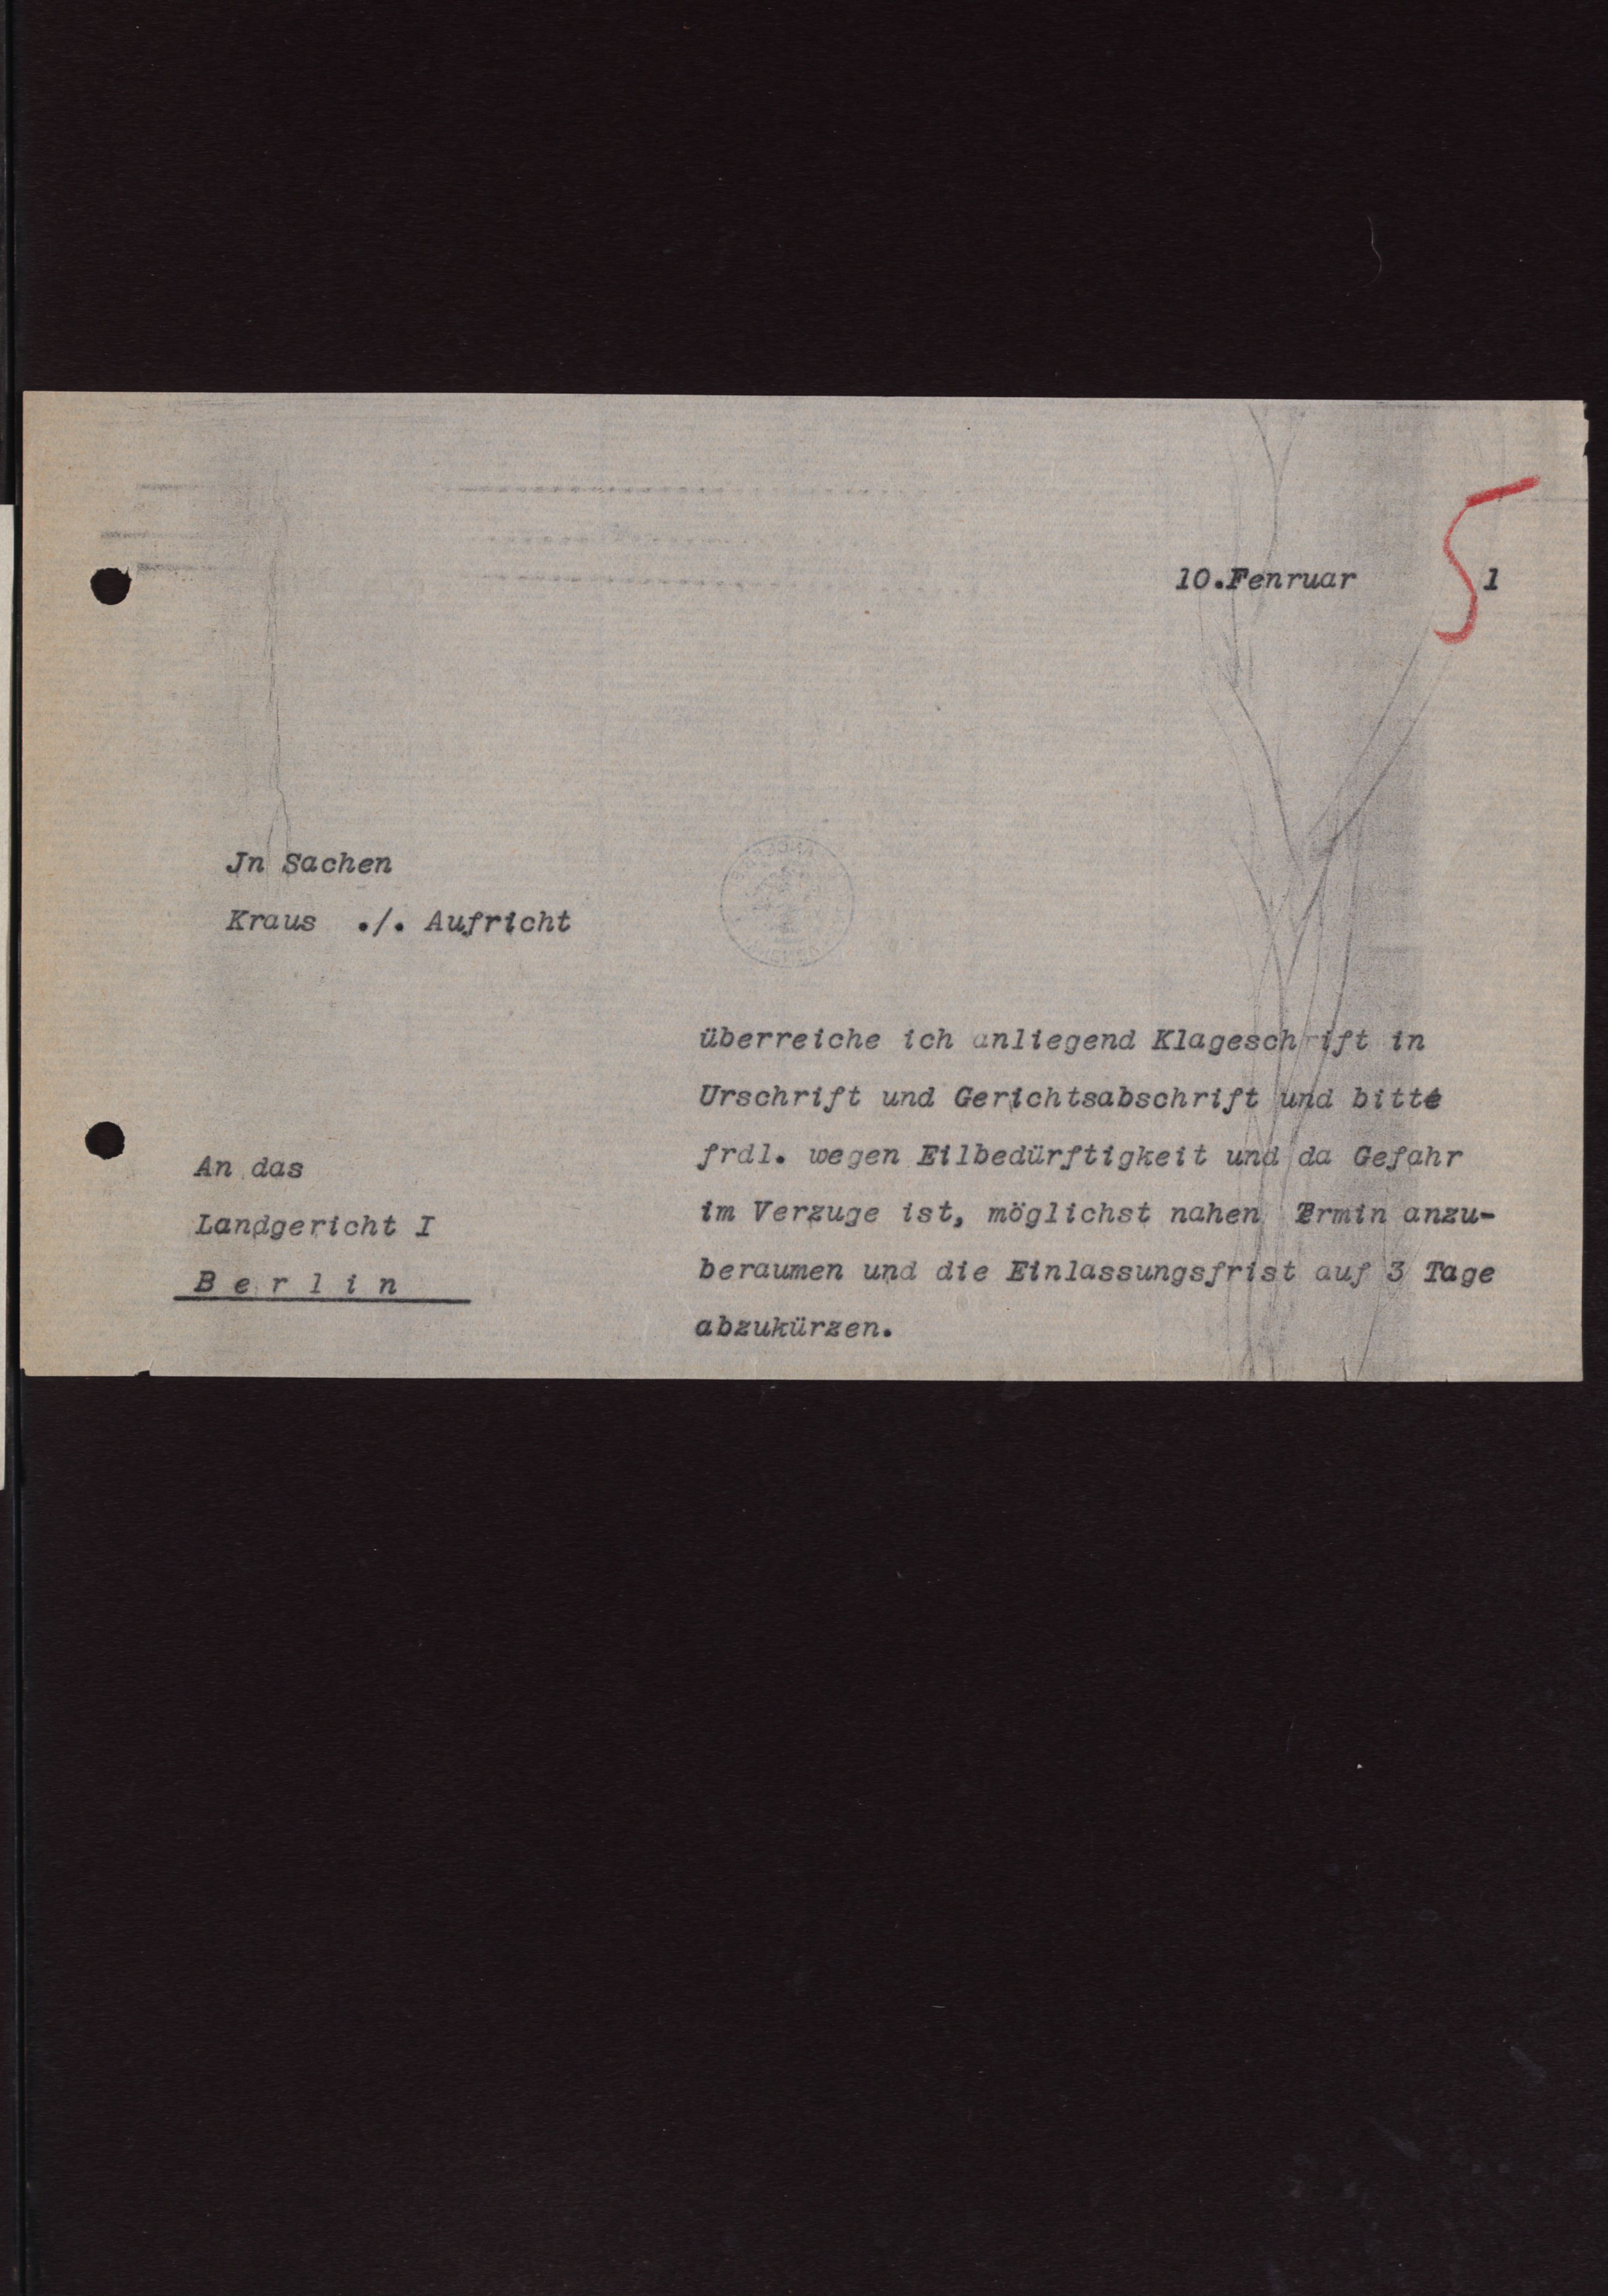 5
10.Fenruar 1
Jn Sachen
Kraus ./. Aufricht
überreiche ich anliegend Klageschrift in
Urschrift und Gerichtsabschrift und bitte
frdl. wegen Eilbedürftigkeit und da Gefahr
im Verzuge ist, möglichst nahen Ermin anzu-
beraumen und die Einlassungsfrist auf 3 Tage
abzukürzen.
An das
Landgericht I
Berlin